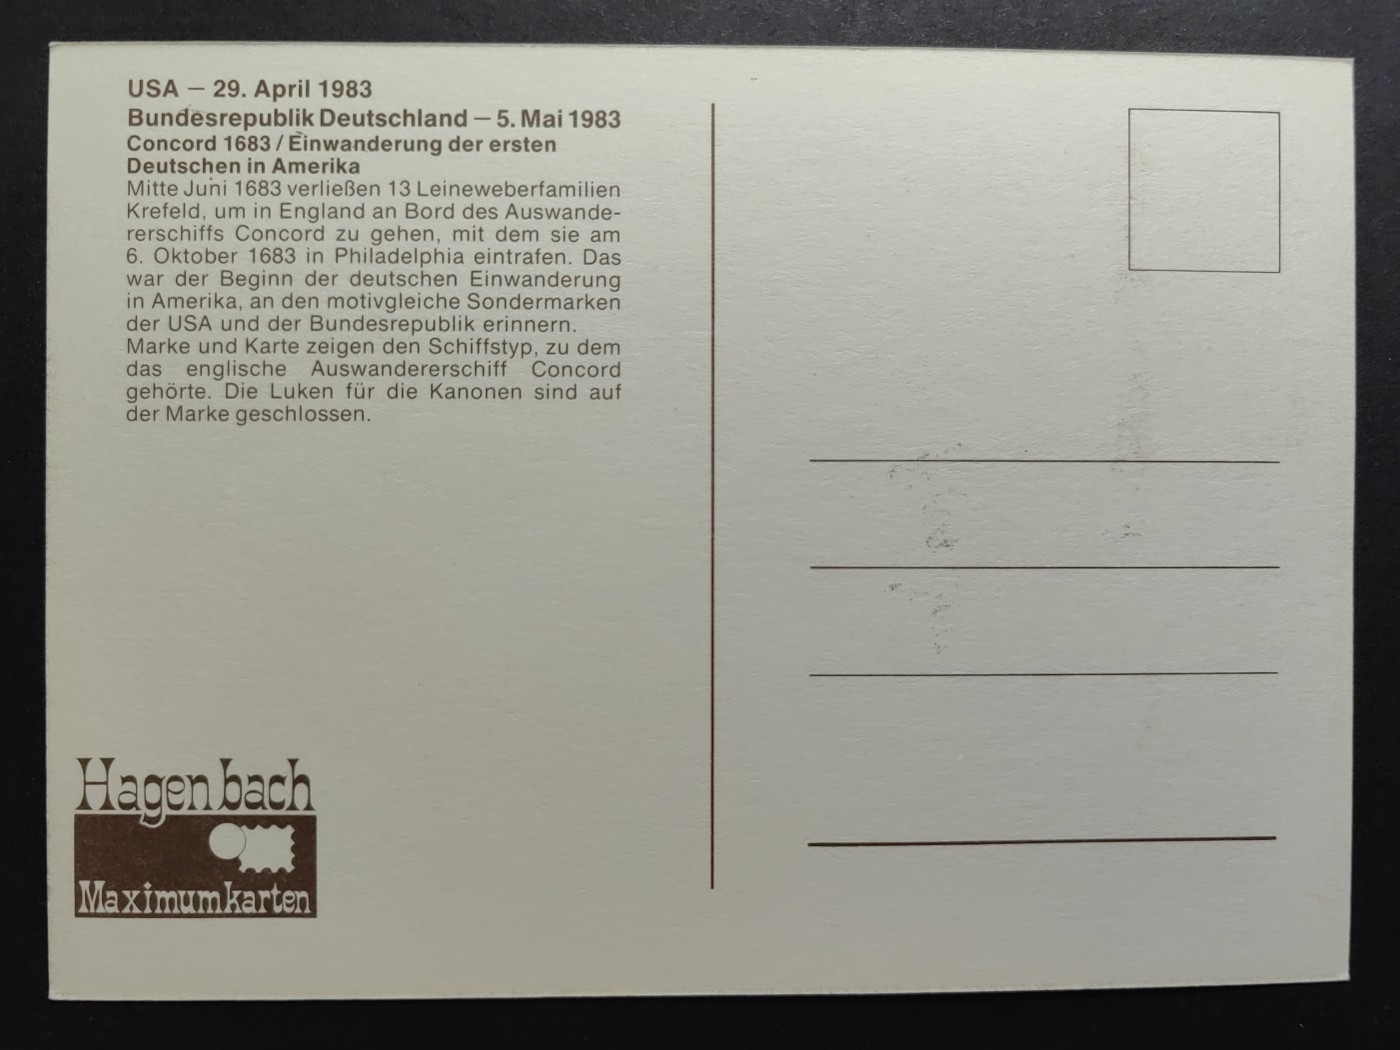 USA – 29. April 1983
Bundesrepublik Deutschland – 5. Mai 1983
Concord 1683 / Einwanderung der ersten
Deutschen in Amerika
Mitte Juni 1683 verließen 13 Leineweberfamilien
Krefeld, um in England an Bord des Auswande-
rerschiffs Concord zu gehen, mit dem sie am
6. Oktober 1683 in Philadelphia eintrafen. Das
war der Beginn der deutschen Einwanderung
in Amerika, an den motivgleiche Sondermarken
der USA und der Bundesrepublik erinnern.
Marke und Karte zeigen den Schiffstyp, zu dem
das englische Auswandererschiff Concord
gehörte. Die Luken für die Kanonen sind auf
der Marke geschlossen.
Hagenbach
Maximumkarten